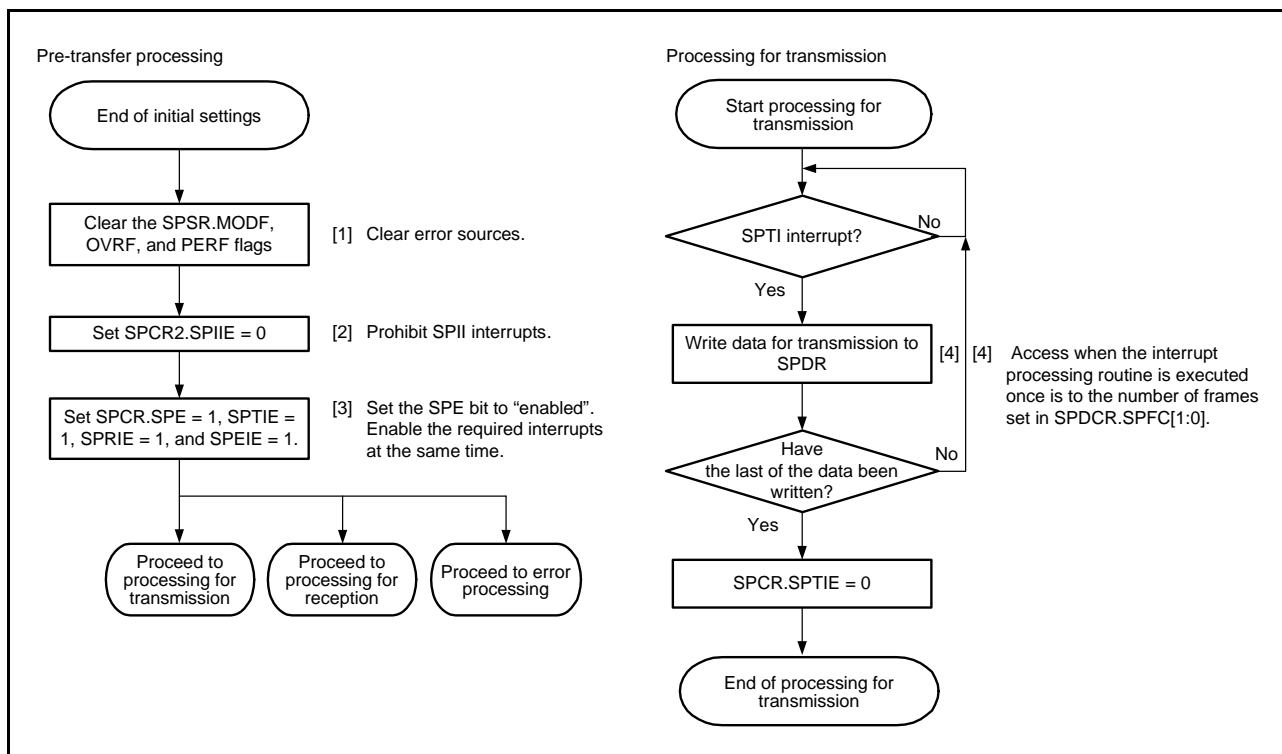 Pre-transfer processing
End of initial settings
Clear the SPSR.MODF,
OVRF, and PERF flags
[1] Clear error sources.
Set SPCR2.SPIIE = 0
[2] Prohibit SPII interrupts.
Set SPCR.SPE = 1, SPTIE =
1, SPRIE = 1, and SPEIE = 1.
[3] Set the SPE bit to “enabled”.
Enable the required interrupts
at the same time.
Proceed to
processing for
transmission
Proceed to
processing for
reception
Proceed to error
processing
Processing for transmission
Start processing for
transmission
SPTI interrupt?
No
Yes
Write data for transmission to
SPDR
[4]
[4] Access when the interrupt
processing routine is executed
once is to the number of frames
set in SPDCR.SPFC[1:0].
Have
the last of the data been
written?
No
Yes
SPCR.SPTIE = 0
End of processing for
transmission